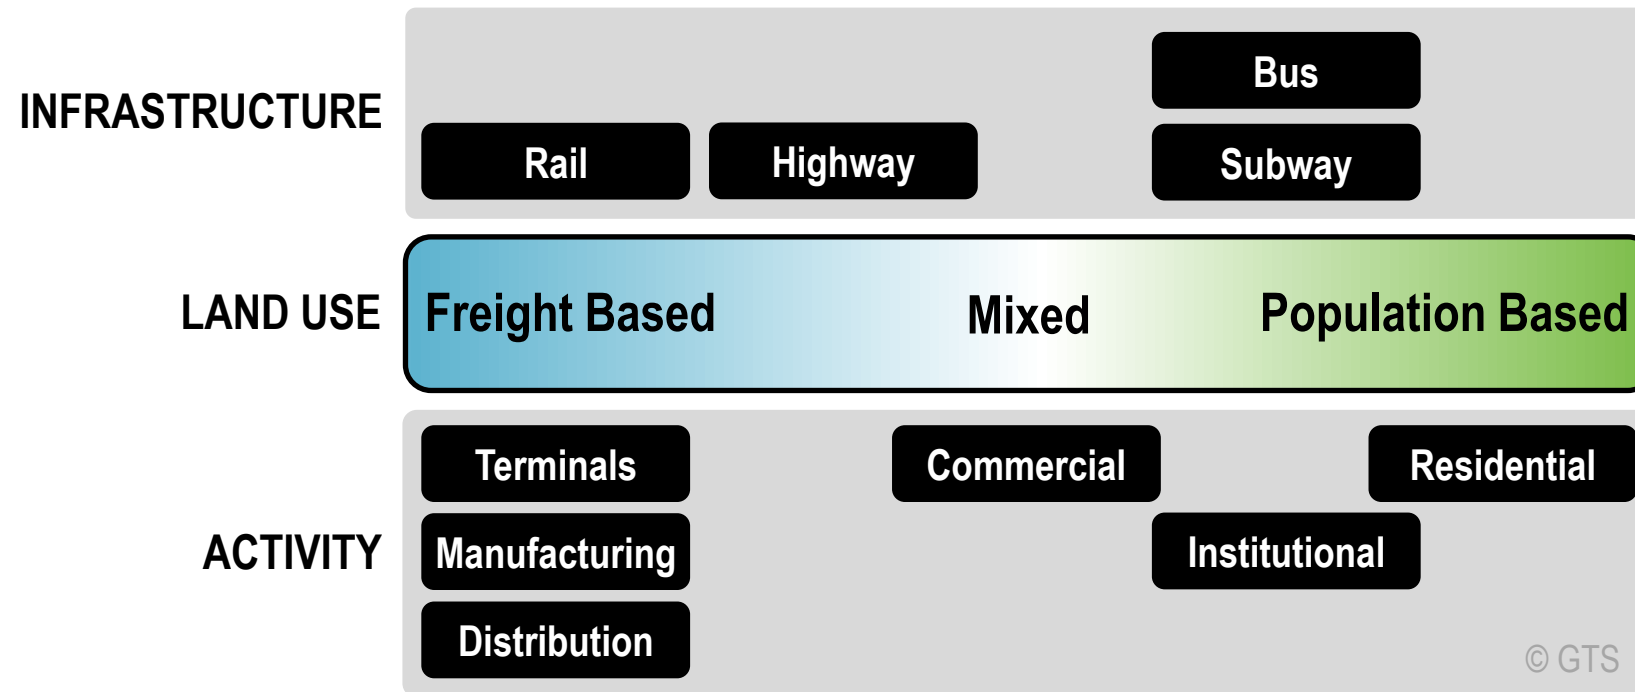 Bus
INFRASTRUCTURE
Rail Highway Subway
LAND USE Freight Based Mixed Population Based
Terminals Commercial Residential
ACTIVITY Manufacturing Institutional
Distribution
© GTS